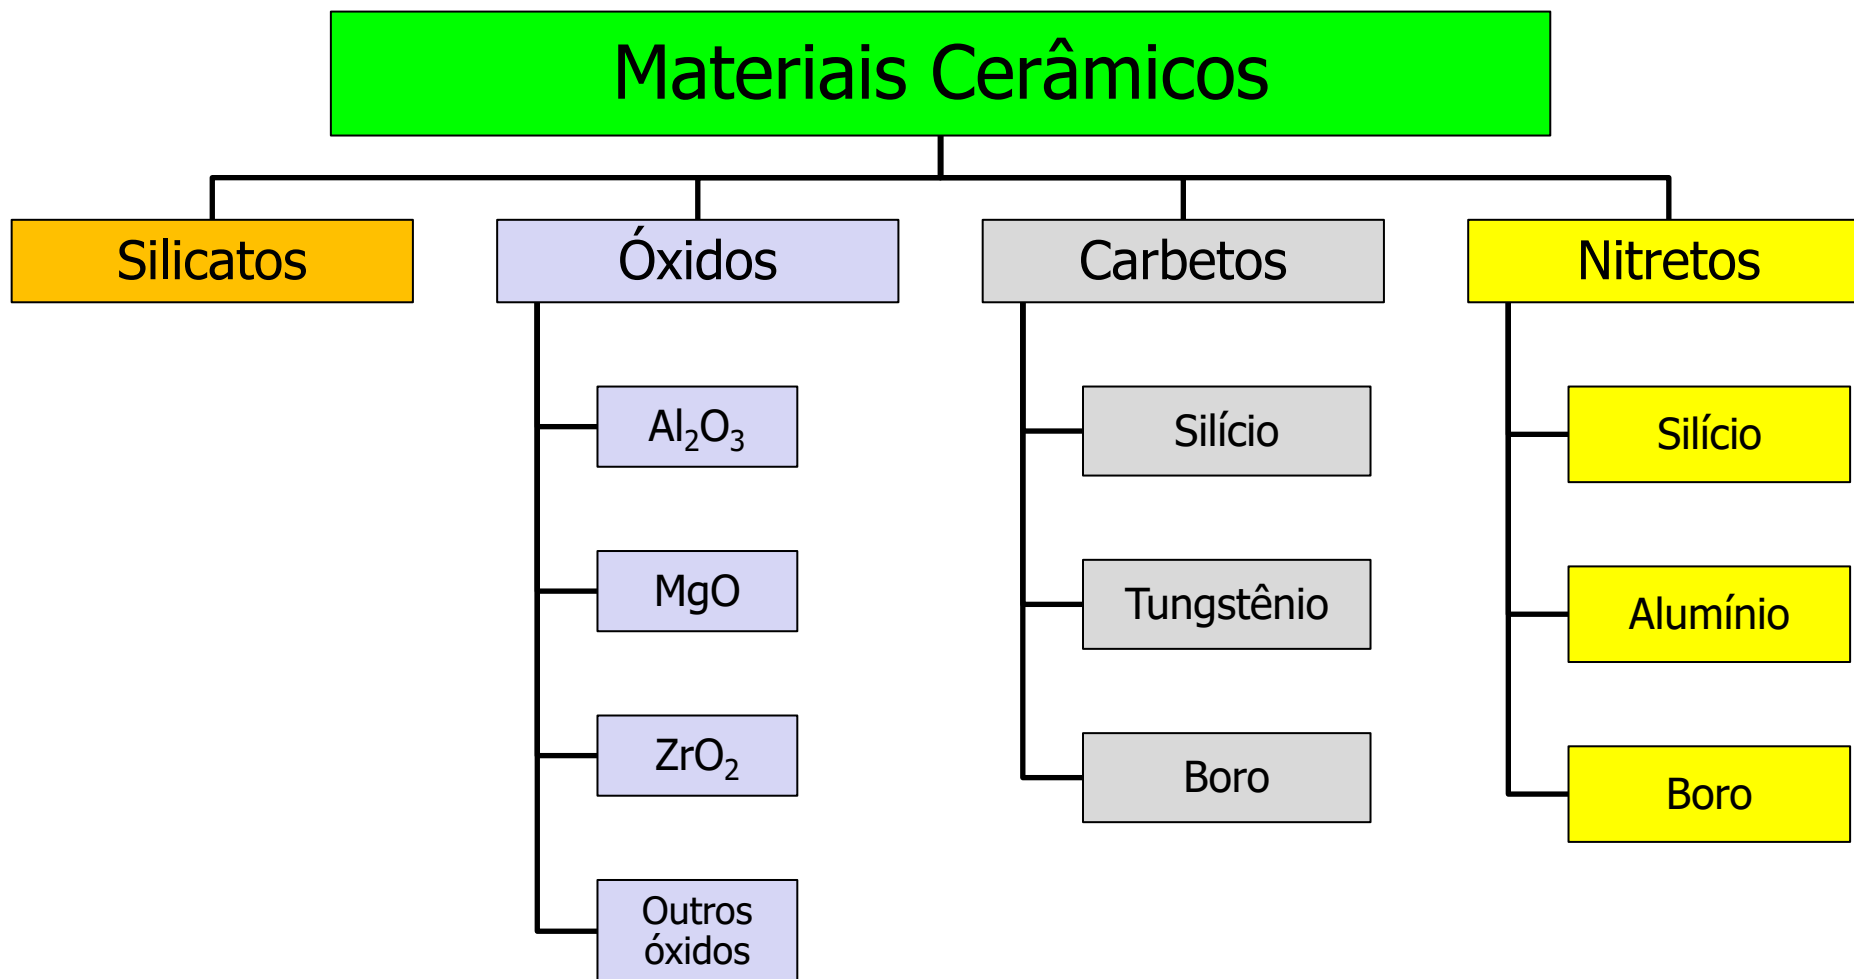 Materiais Cerâmicos
Silicatos
Óxidos
Carbetos
Nitretos
Al₂O₃
MgO
ZrO₂
Outros
óxidos
Silício
Tungstênio
Boro
Silício
Alumínio
Boro